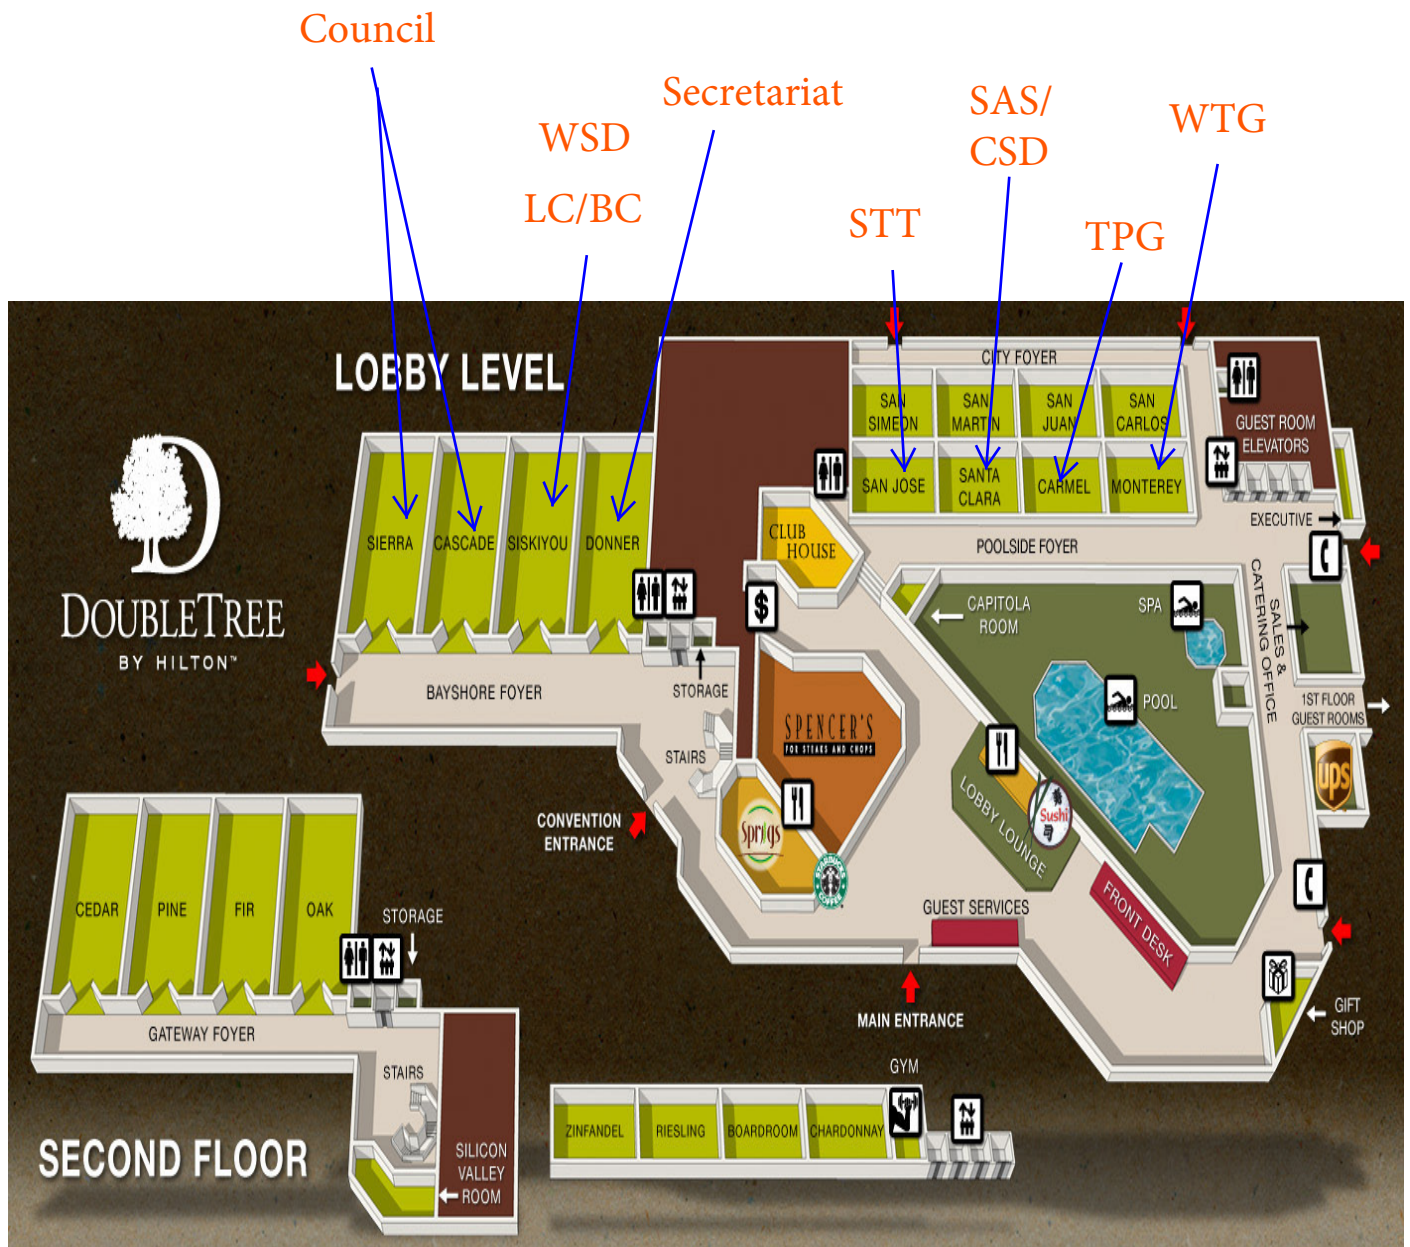 Council
Secretariat
SAS/
CSD
WTG
WSD
LC/BC
STT
TPG
LOBBY LEVEL
CITY FOYER
SAN
SIMEON
SAN
MARTIN
SAN
JUAN
SAN
CARLOS
GUEST ROOM
ELEVATORS
SAN JOSE
SANTA
CLARA
CARMEL
MONTEREY
EXECUTIVE
SIERRA
CASCADE
SISKIYOU
DONNER
CLUB
HOUSE
POOLSIDE FOYER
DOUBLETREE
BY HILTON™
$
CAPITOLA
ROOM
SPA
SALES &
CATERING OFFICE
BAYSHORE FOYER
STORAGE
POOL
1ST FLOOR
GUEST ROOMS
SPENCER'S
FOR STEAKS AND CHOPS
STAIRS
ups
CONVENTION
ENTRANCE
Sprigs
LOBBY LOUNGE
Sushi
STARBUCKS
COFFEE
FRONT DESK
GUEST SERVICES
CEDAR
PINE
FIR
OAK
STORAGE
MAIN ENTRANCE
GIFT
SHOP
GATEWAY FOYER
STAIRS
GYM
ZINFANDEL
RIESLING
BOARDROOM
CHARDONNAY
SECOND FLOOR
SILICON
VALLEY
ROOM